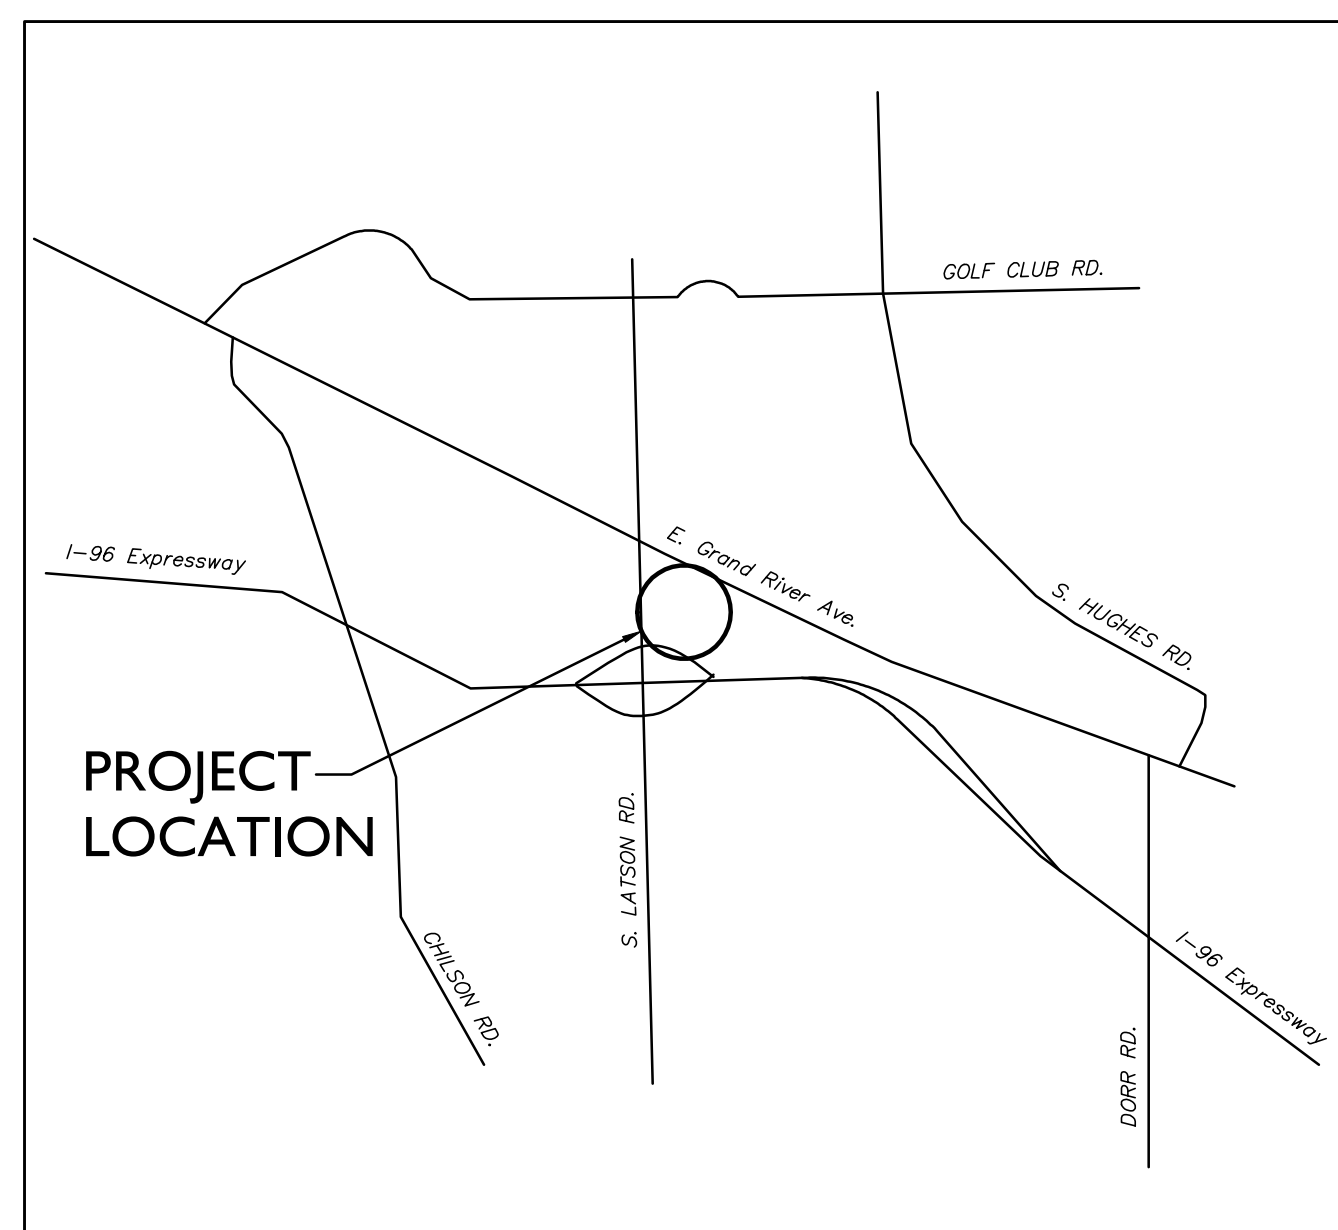 GOLF CLUB RD.
I-96 Expressway
E. Grand River Ave.
S. HUGHES RD.
PROJECT
LOCATION
S. LATSON RD.
CHILSON RD.
I-96 Expressway
DORR RD.